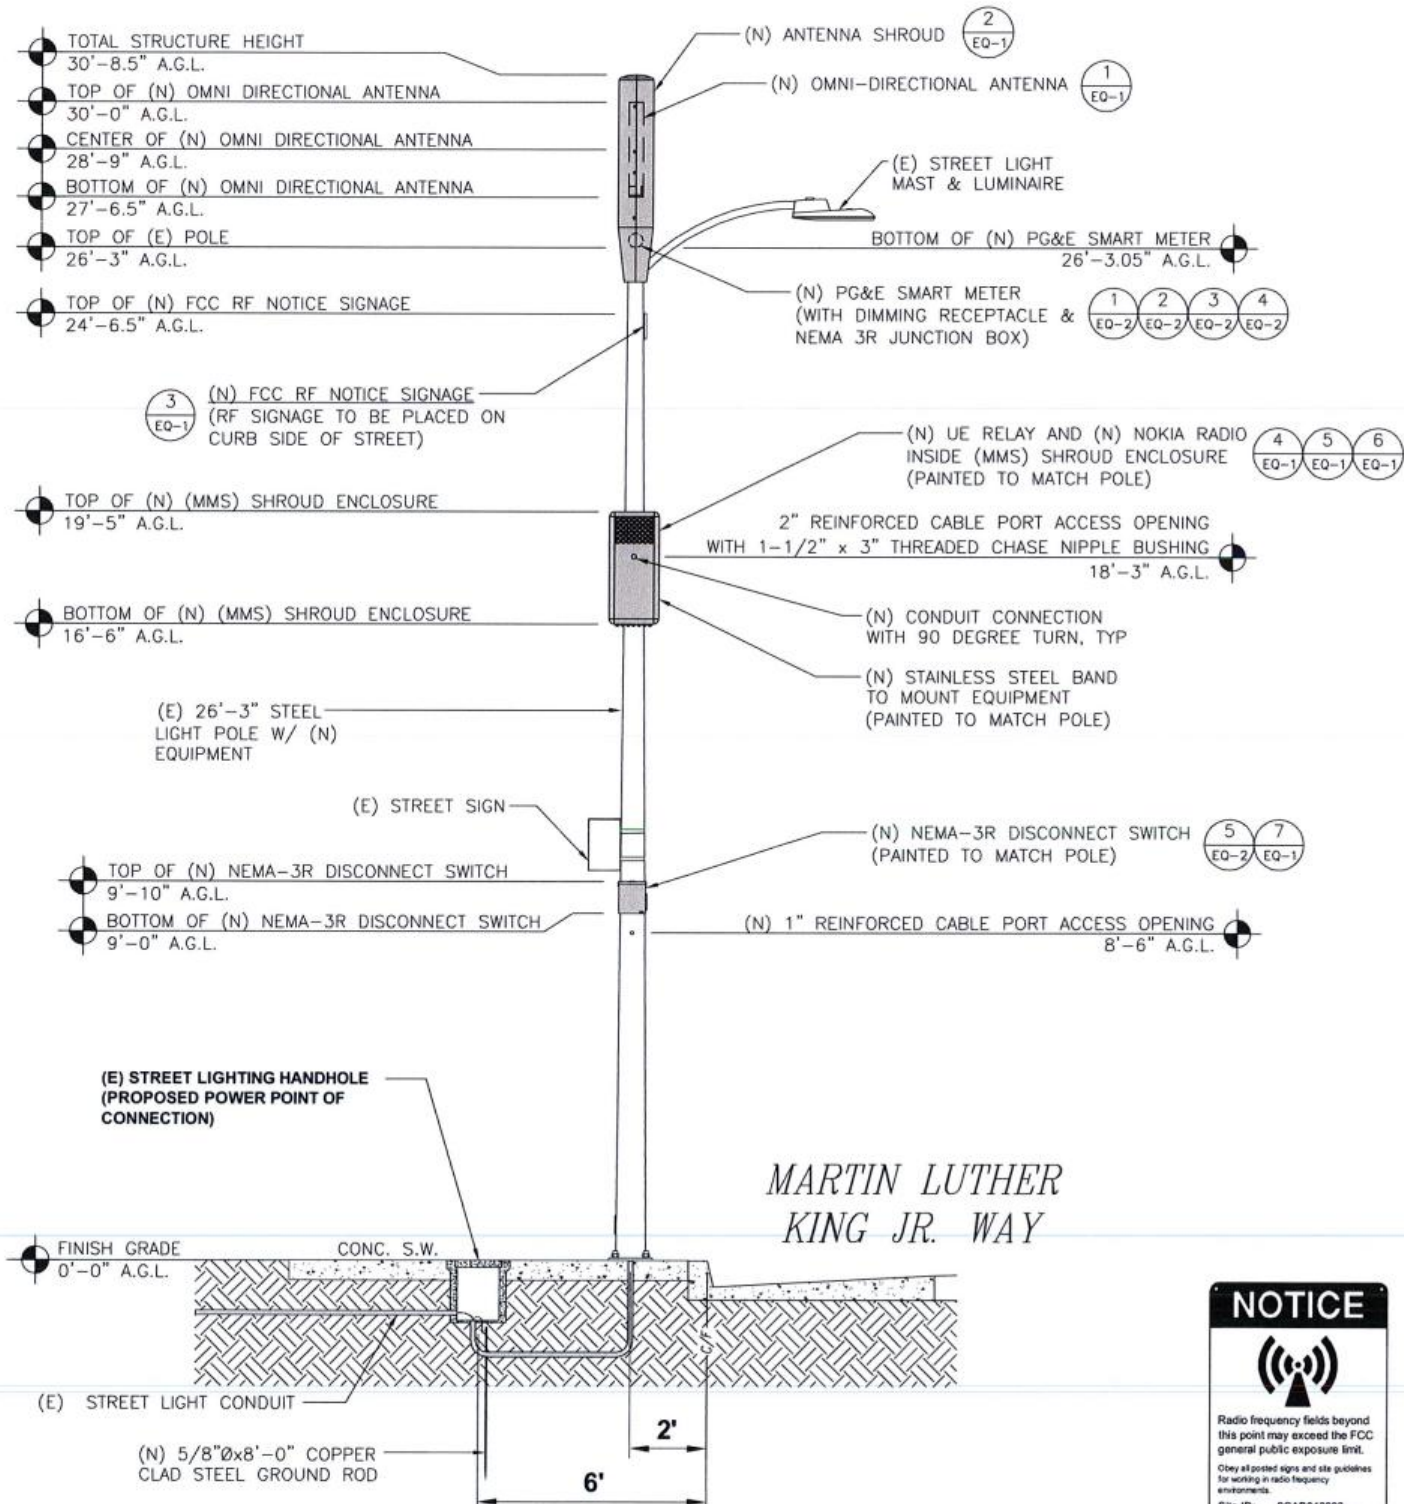 TOTAL STRUCTURE HEIGHT
30'-8.5" A.G.L.
TOP OF (N) OMNI DIRECTIONAL ANTENNA
30'-0" A.G.L.
CENTER OF (N) OMNI DIRECTIONAL ANTENNA
28'-9" A.G.L.
BOTTOM OF (N) OMNI DIRECTIONAL ANTENNA
27'-6.5" A.G.L.
TOP OF (E) POLE
26'-3" A.G.L.
TOP OF (N) FCC RF NOTICE SIGNAGE
24'-6.5" A.G.L.
3
EQ-1
(N) FCC RF NOTICE SIGNAGE
(RF SIGNAGE TO BE PLACED ON
CURB SIDE OF STREET)
TOP OF (N) (MMS) SHROUD ENCLOSURE
19'-5" A.G.L.
BOTTOM OF (N) (MMS) SHROUD ENCLOSURE
16'-6" A.G.L.
(E) 26'-3" STEEL
LIGHT POLE W/ (N)
EQUIPMENT
(E) STREET SIGN
TOP OF (N) NEMA-3R DISCONNECT SWITCH
9'-10" A.G.L.
BOTTOM OF (N) NEMA-3R DISCONNECT SWITCH
9'-0" A.G.L.
(E) STREET LIGHTING HANDHOLE
(PROPOSED POWER POINT OF
CONNECTION)
FINISH GRADE
0'-0" A.G.L.
CONC. S.W.
(E) STREET LIGHT CONDUIT
(N) 5/8"Øx8'-0" COPPER
CLAD STEEL GROUND ROD
(N) ANTENNA SHROUD
2
EQ-1
(N) OMNI-DIRECTIONAL ANTENNA
1
EQ-1
(E) STREET LIGHT
MAST & LUMINAIRE
BOTTOM OF (N) PG&E SMART METER
26'-3.05" A.G.L.
(N) PG&E SMART METER
(WITH DIMMING RECEPTACLE &
NEMA 3R JUNCTION BOX)
1 2 3 4
EQ-2 EQ-2 EQ-2 EQ-2
(N) UE RELAY AND (N) NOKIA RADIO
INSIDE (MMS) SHROUD ENCLOSURE
(PAINTED TO MATCH POLE)
4 5 6
EQ-1 EQ-1 EQ-1
2" REINFORCED CABLE PORT ACCESS OPENING
WITH 1-1/2" x 3" THREADED CHASE NIPPLE BUSHING
18'-3" A.G.L.
(N) CONDUIT CONNECTION
WITH 90 DEGREE TURN, TYP
(N) STAINLESS STEEL BAND
TO MOUNT EQUIPMENT
(PAINTED TO MATCH POLE)
(N) NEMA-3R DISCONNECT SWITCH
(PAINTED TO MATCH POLE)
5 7
EQ-2 EQ-1
(N) 1" REINFORCED CABLE PORT ACCESS OPENING
8'-6" A.G.L.
MARTIN LUTHER
KING JR. WAY
C/F
2'
6'
NOTICE
Radio frequency fields beyond
this point may exceed the FCC
general public exposure limit.
Obey all posted signs and site guidelines
for working in radio frequency
environments.